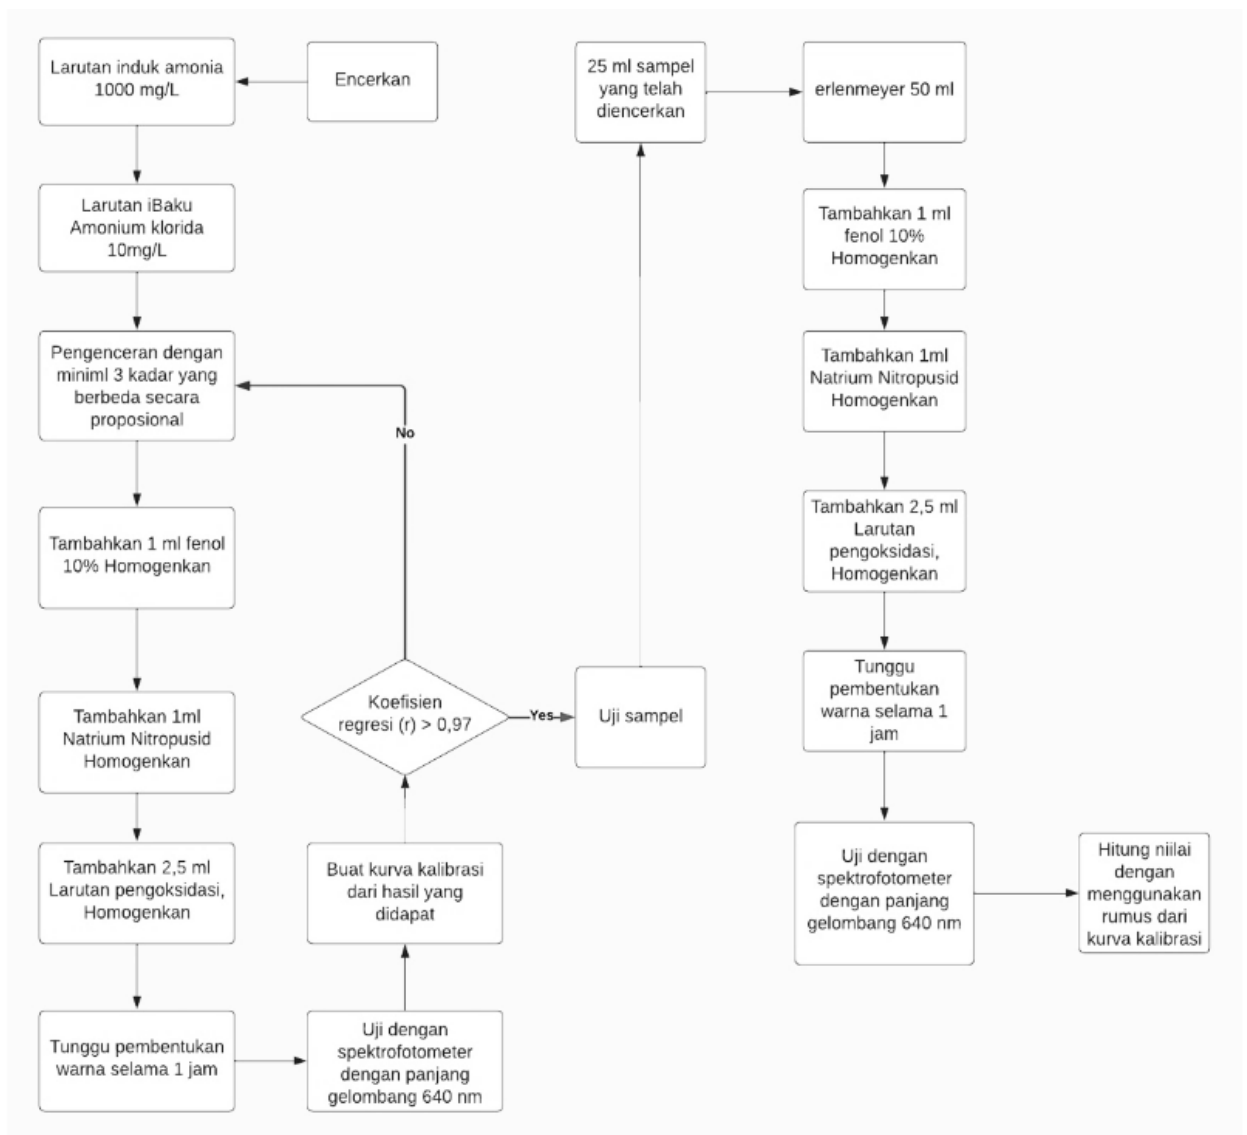 Larutan induk amonia
1000 mg/L
Encerkan
Larutan iBaku
Amonium klorida
10mg/L
Pengenceran dengan
miniml 3 kadar yang
berbeda secara
proposional
Tambahkan 1 ml fenol
10% Homogenkan
Tambahkan 1ml
Natrium Nitropusid
Homogenkan
Tambahkan 2,5 ml
Larutan pengoksidasi,
Homogenkan
Tunggu pembentukan
warna selama 1 jam
Uji dengan
spektrofotometer
dengan panjang
gelombang 640 nm
Buat kurva kalibrasi
dari hasil yang
didapat
Koefisien
regresi (r) > 0,97
No
Yes
Uji sampel
25 ml sampel
yang telah
diencerkan
erlenmeyer 50 ml
Tambahkan 1 ml
fenol 10%
Homogenkan
Tambahkan 1ml
Natrium Nitropusid
Homogenkan
Tambahkan 2,5 ml
Larutan
pengoksidasi,
Homogenkan
Tunggu
pembentukan
warna selama 1
jam
Uji dengan
spektrofotometer
dengan panjang
gelombang 640 nm
Hitung niilai
dengan
menggunakan
rumus dari
kurva kalibrasi